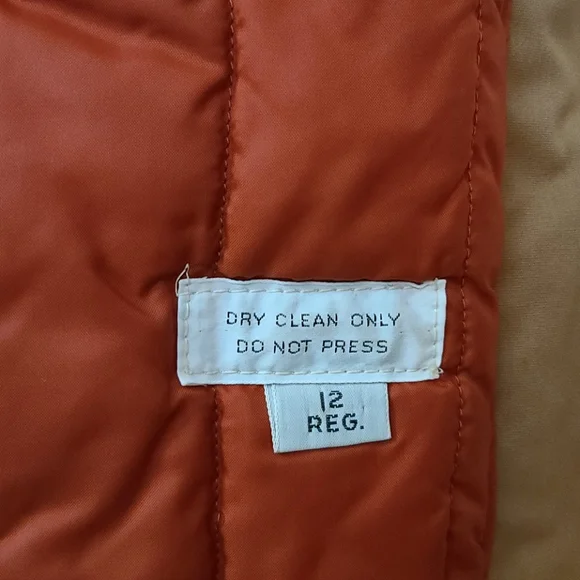 DRY CLEAN ONLY
DO NOT PRESS
12
REG.